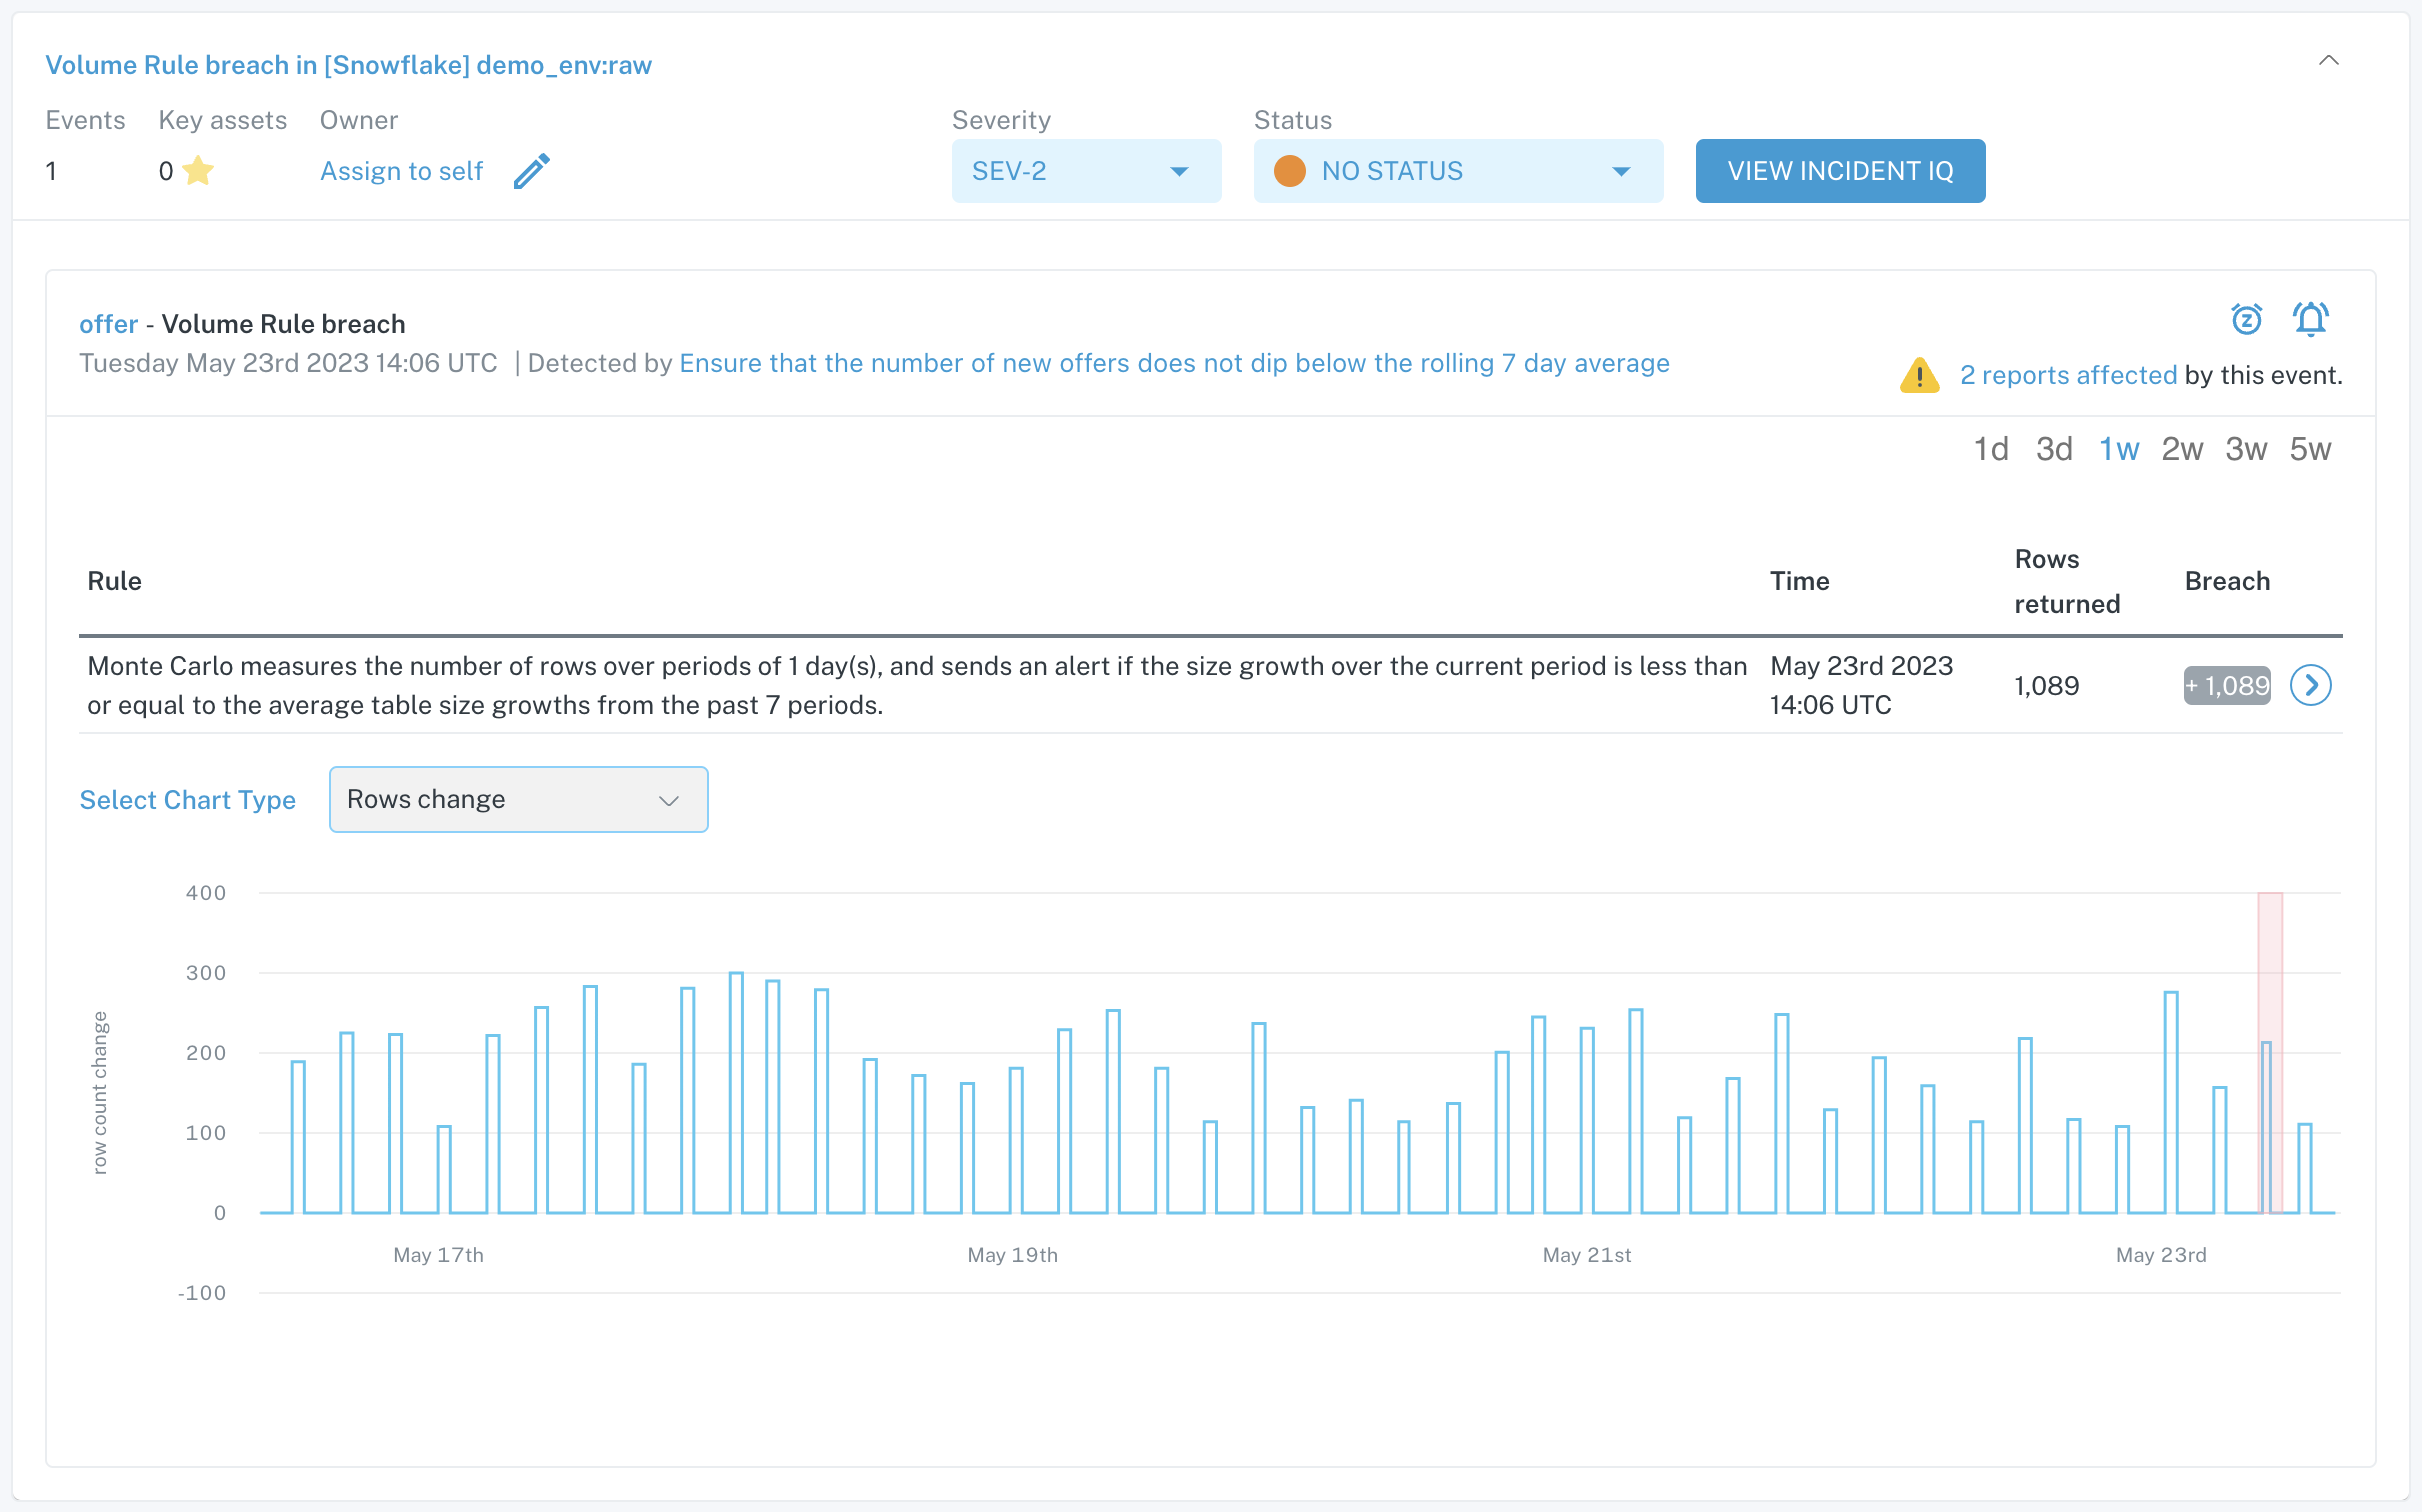 Volume Rule breach in [Snowflake] demo_env:raw
Events Key assets Owner Severity Status
1 0 Assign to self SEV-2 NO STATUS VIEW INCIDENT IQ
offer - Volume Rule breach
Tuesday May 23rd 2023 14:06 UTC | Detected by Ensure that the number of new offers does not dip below the rolling 7 day average
2 reports affected by this event.
1d 3d 1w 2w 3w 5w
Rule Time Rows returned Breach
Monte Carlo measures the number of rows over periods of 1 day(s), and sends an alert if the size growth over the current period is less than
or equal to the average table size growths from the past 7 periods.
May 23rd 2023
14:06 UTC
1,089
+ 1,089
Select Chart Type Rows change
row count change
400
300
200
100
0
-100
May 17th May 19th May 21st May 23rd